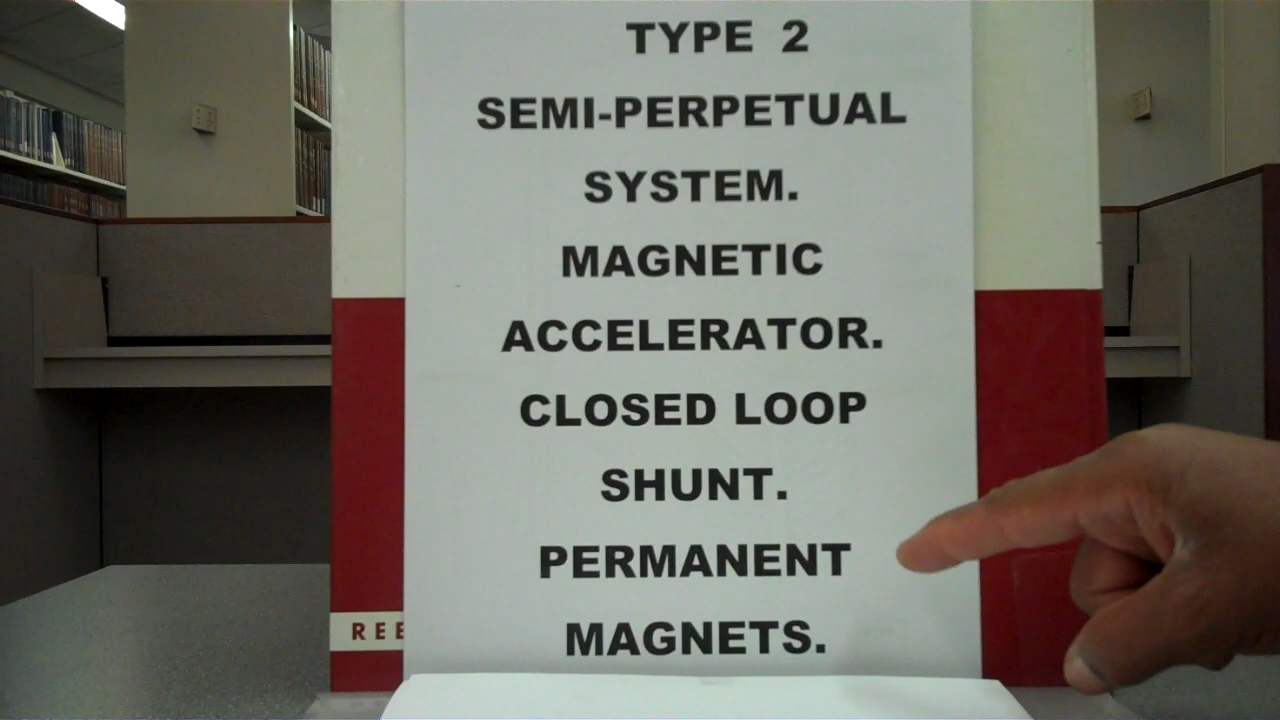 TYPE 2
SEMI-PERPETUAL
SYSTEM.
MAGNETIC
ACCELERATOR.
CLOSED LOOP
SHUNT.
PERMANENT
MAGNETS.
REE